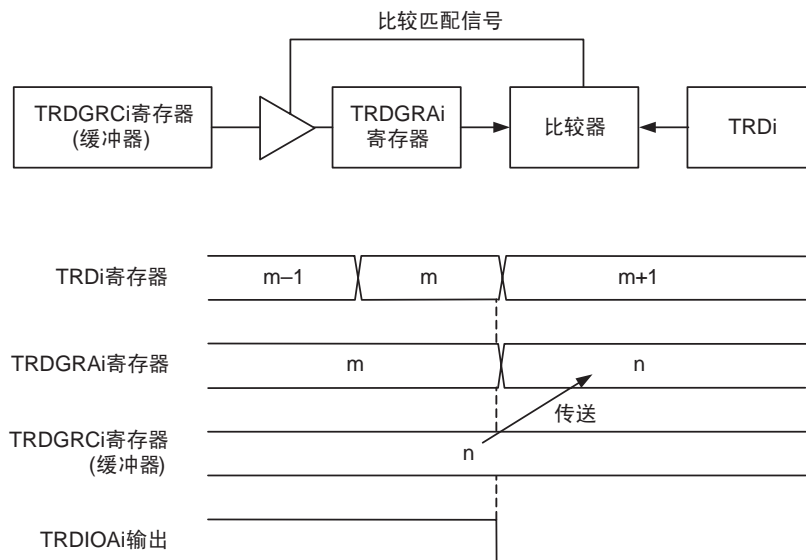 比较匹配信号
TRDGRCi寄存器
(缓冲器)
TRDGRAi
寄存器
比较器
TRDi
TRDi寄存器
m–1
m
m+1
TRDGRAi寄存器
m
n
传送
TRDGRCi寄存器
(缓冲器)
n
TRDIOAi输出